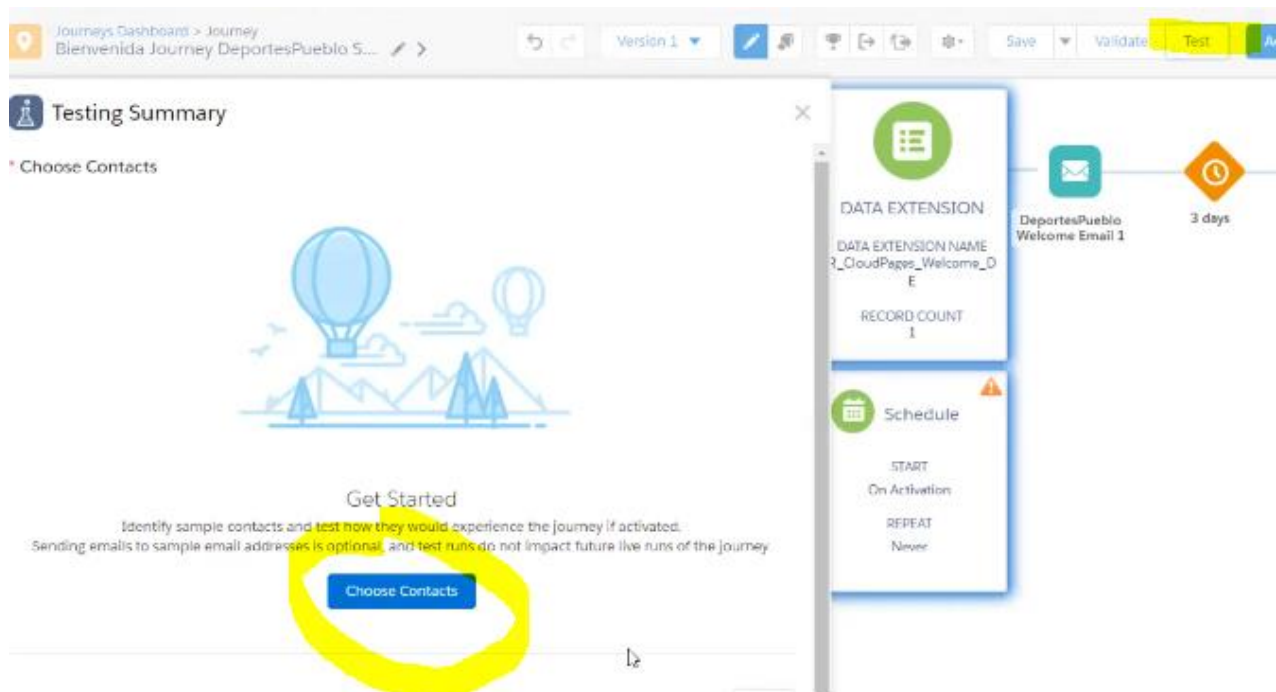 Journeys Dashboard > Journey
Bienvenida Journey DeportesPueblo S...
Version 1
Save
Validate
Test
Testing Summary
* Choose Contacts
Get Started
Identify sample contacts and test how they would experience the journey if activated.
Sending emails to sample email addresses is optional, and test runs do not impact future live runs of the journey
Choose Contacts
DATA EXTENSION
DATA EXTENSION NAME
R_CloudPages_Welcome_D
E
RECORD COUNT
1
Schedule
START
On Activation
REPEAT
Never
DeportesPueblo
Welcome Email 1
3 days